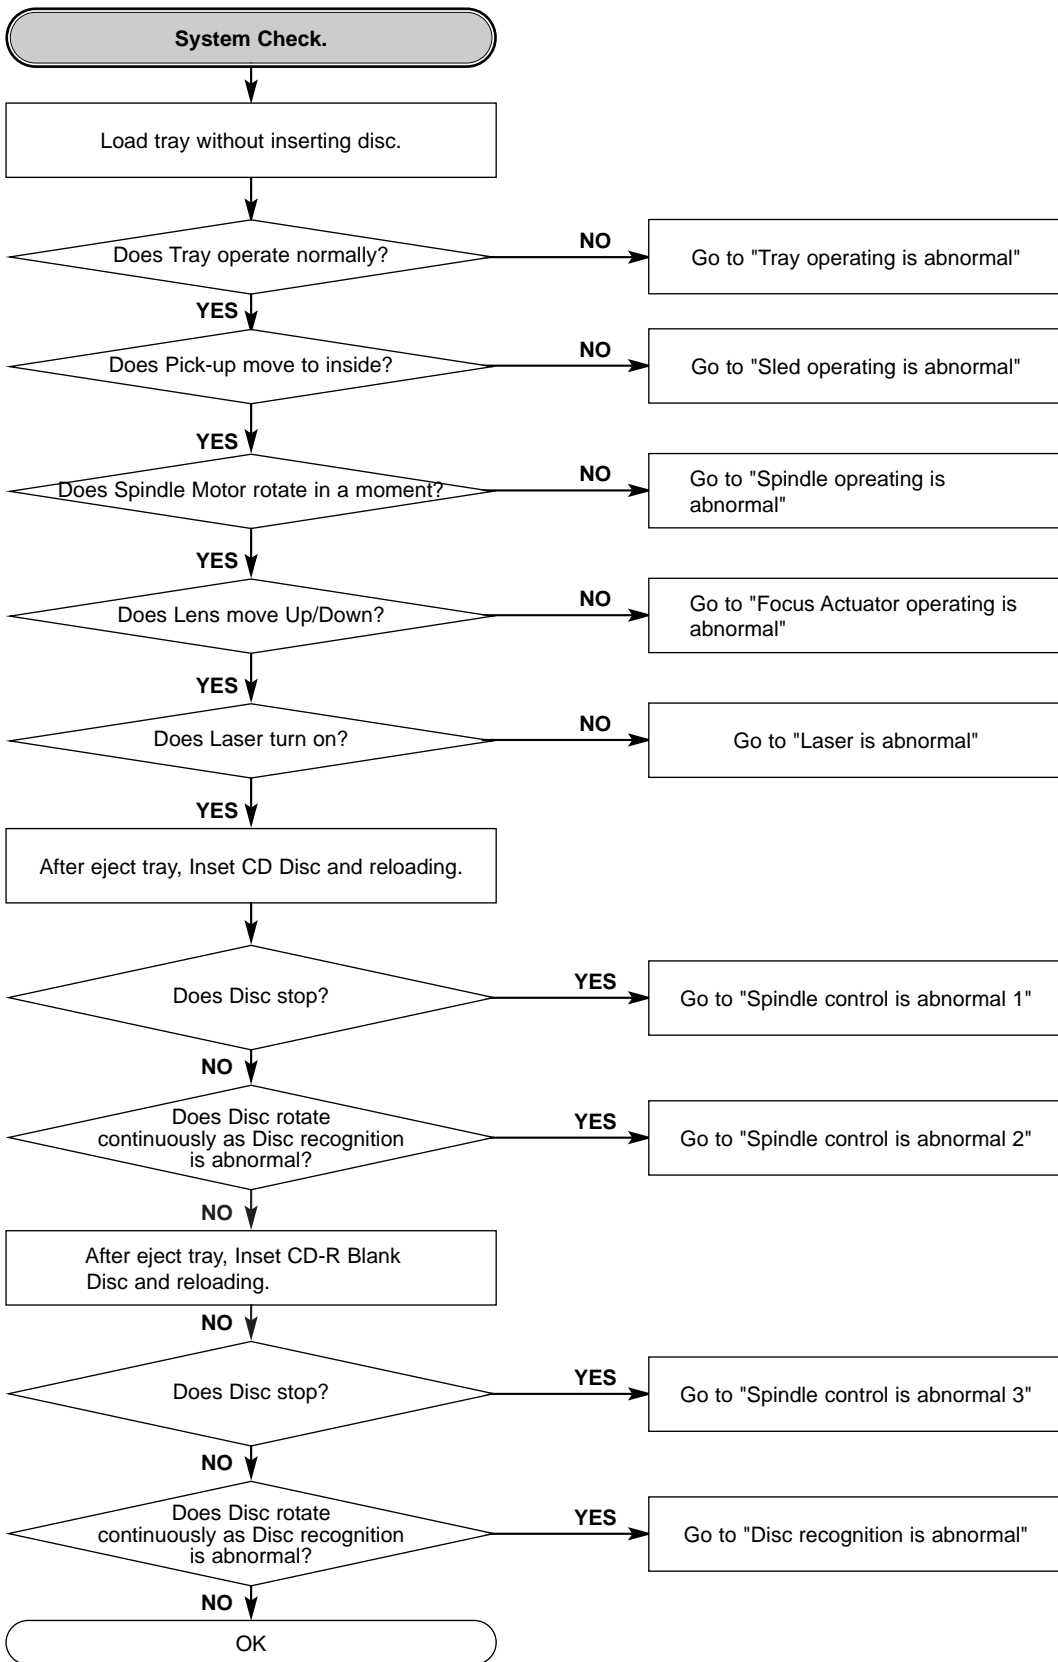 System Check.
Load tray without inserting disc.
Does Tray operate normally?
NO
Go to "Tray operating is abnormal"
YES
Does Pick-up move to inside?
NO
Go to "Sled operating is abnormal"
YES
Does Spindle Motor rotate in a moment?
NO
Go to "Spindle opreating is
abnormal"
YES
Does Lens move Up/Down?
NO
Go to "Focus Actuator operating is
abnormal"
YES
Does Laser turn on?
NO
Go to "Laser is abnormal"
YES
After eject tray, Inset CD Disc and reloading.
Does Disc stop?
YES
Go to "Spindle control is abnormal 1"
NO
Does Disc rotate
continuously as Disc recognition
is abnormal?
YES
Go to "Spindle control is abnormal 2"
NO
After eject tray, Inset CD-R Blank
Disc and reloading.
NO
Does Disc stop?
YES
Go to "Spindle control is abnormal 3"
NO
Does Disc rotate
continuously as Disc recognition
is abnormal?
YES
Go to "Disc recognition is abnormal"
NO
OK